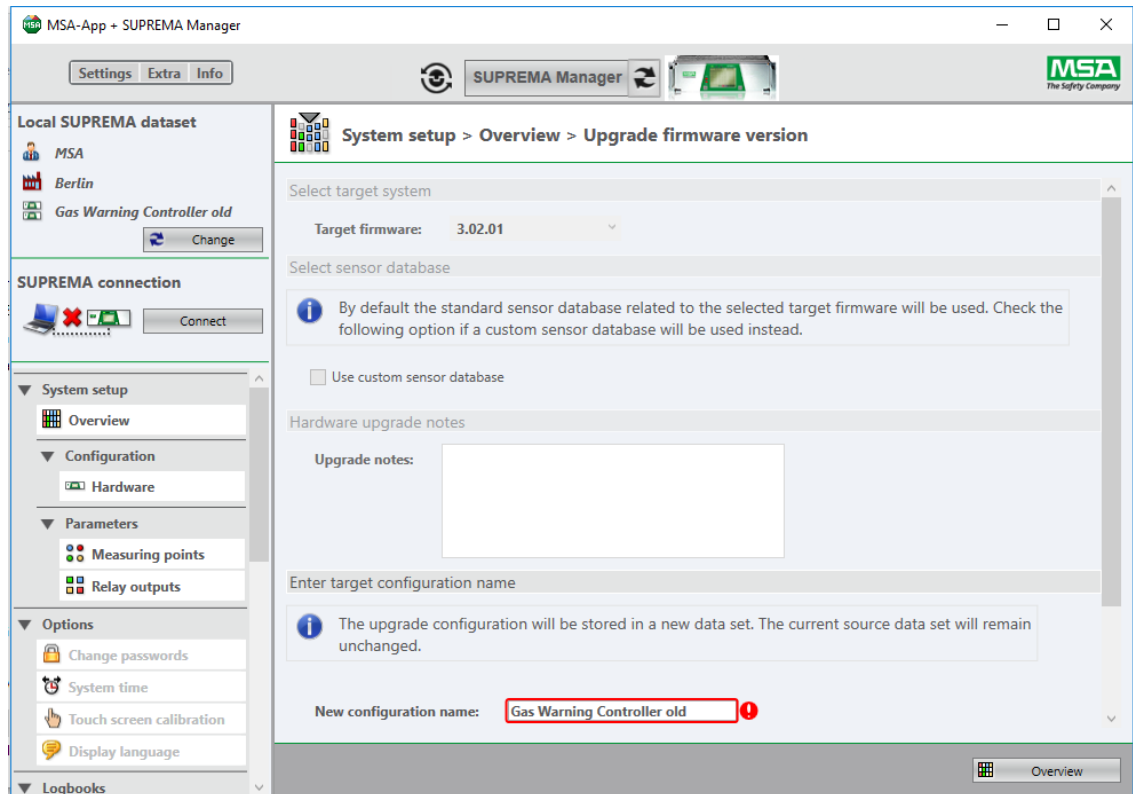 MSA-App + SUPREMA Manager
Settings Extra Info
SUPREMA Manager
MSA
The Safety Company
Local SUPREMA dataset
MSA
Berlin
Gas Warning Controller old
Change
SUPREMA connection
Connect
System setup
Overview
Configuration
Hardware
Parameters
Measuring points
Relay outputs
Options
Change passwords
System time
Touch screen calibration
Display language
Logbooks
System setup > Overview > Upgrade firmware version
Select target system
Target firmware: 3.02.01
Select sensor database
By default the standard sensor database related to the selected target firmware will be used. Check the
following option if a custom sensor database will be used instead.
Use custom sensor database
Hardware upgrade notes
Upgrade notes:
Enter target configuration name
The upgrade configuration will be stored in a new data set. The current source data set will remain
unchanged.
New configuration name: Gas Warning Controller old
Overview